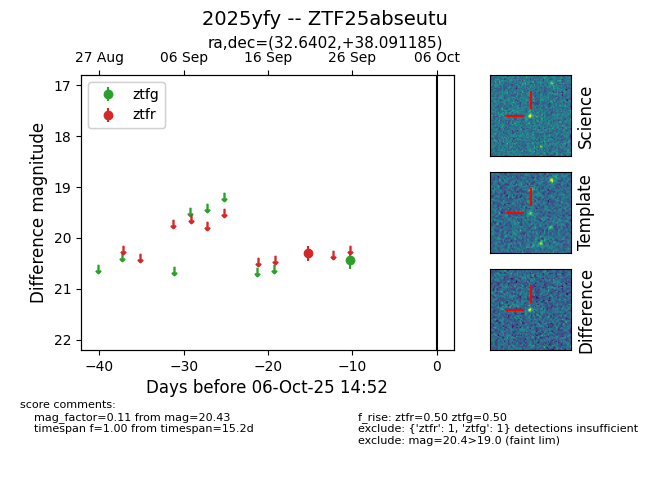 2025yfy -- ZTF25abseutu
ra,dec=(32.6402,+38.091185)
27 Aug 06 Sep 16 Sep 26 Sep 06 Oct
ztfg
ztfr
17
18
19
20
21
22
Difference magnitude
−40 −30 −20 −10 0
Days before 06-Oct-25 14:52
Science
Template
Difference
score comments:
mag_factor=0.11 from mag=20.43
timespan f=1.00 from timespan=15.2d
f_rise: ztfr=0.50 ztfg=0.50
exclude: {'ztfr': 1, 'ztfg': 1} detections insufficient
exclude: mag=20.4>19.0 (faint lim)